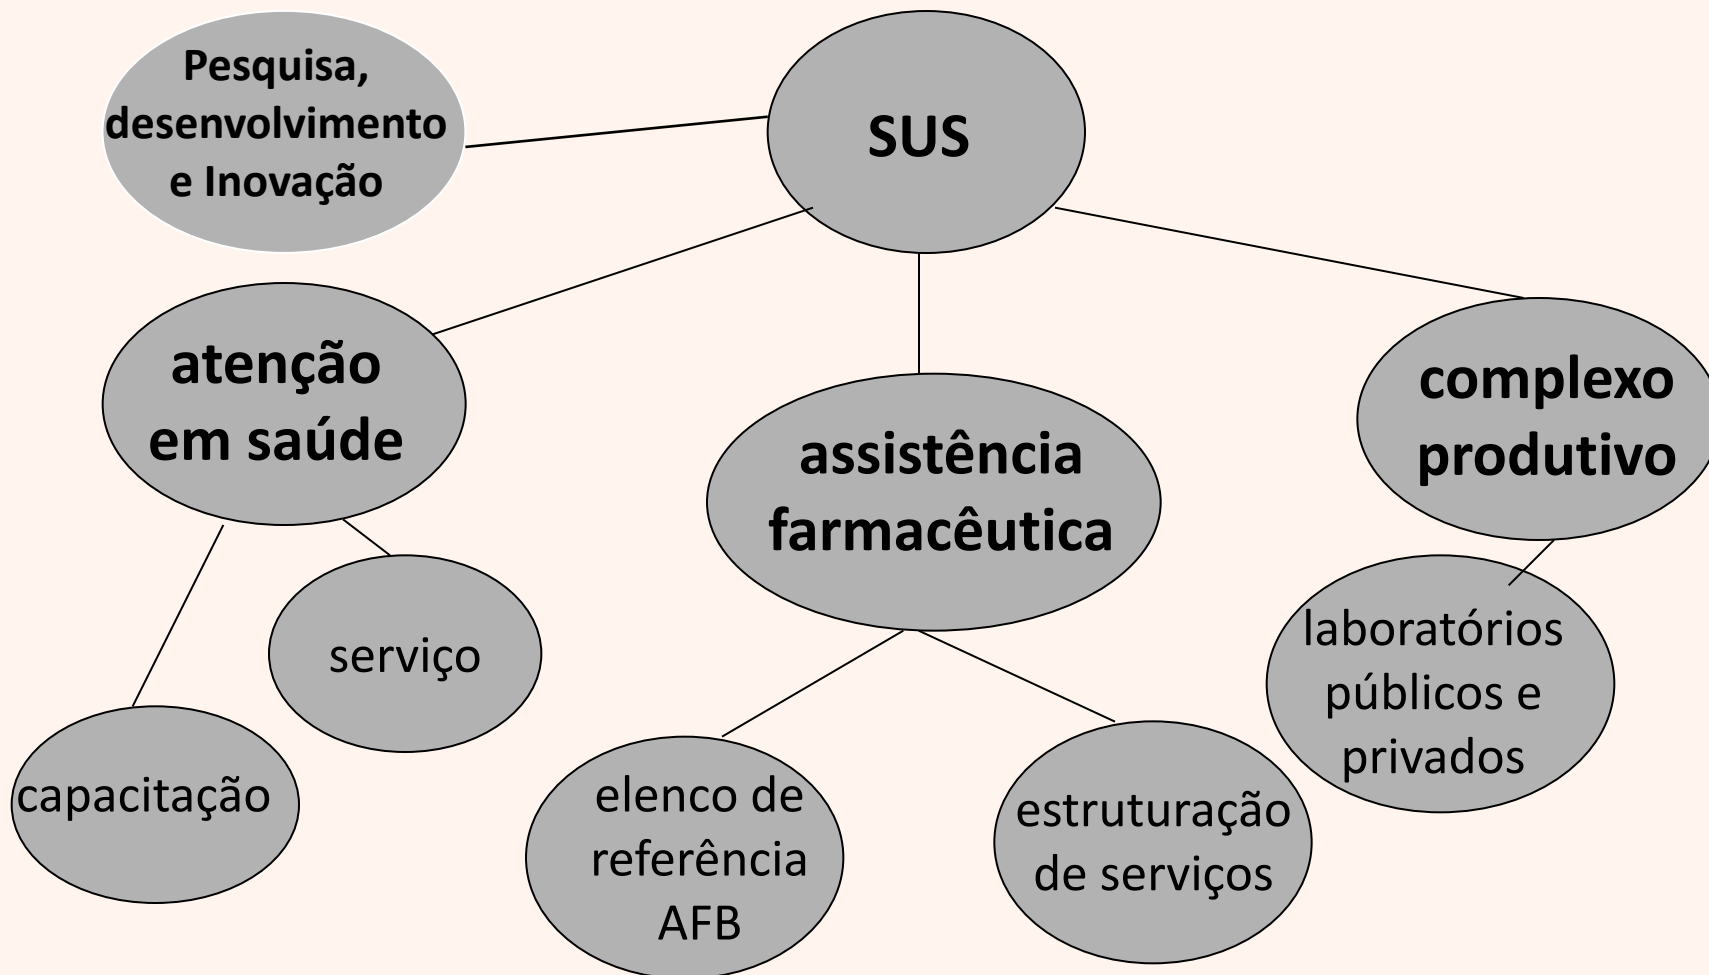 Pesquisa,
desenvolvimento
e Inovação
SUS
atenção
em saúde
assistência
farmacêutica
complexo
produtivo
serviço
capacitação
elenco de
referência
AFB
estruturação
de serviços
laboratórios
públicos e
privados